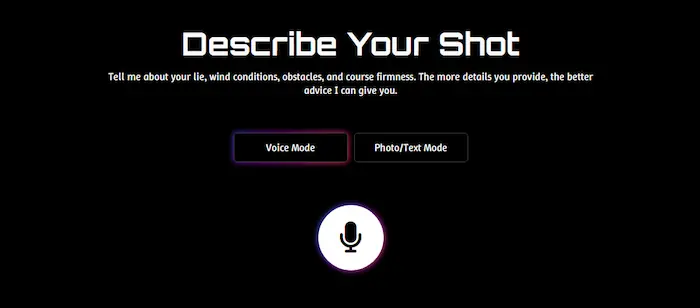 Describe Your Shot
Tell me about your lie, wind conditions, obstacles, and course firmness. The more details you provide, the better
advice I can give you.
Voice Mode
Photo/Text Mode